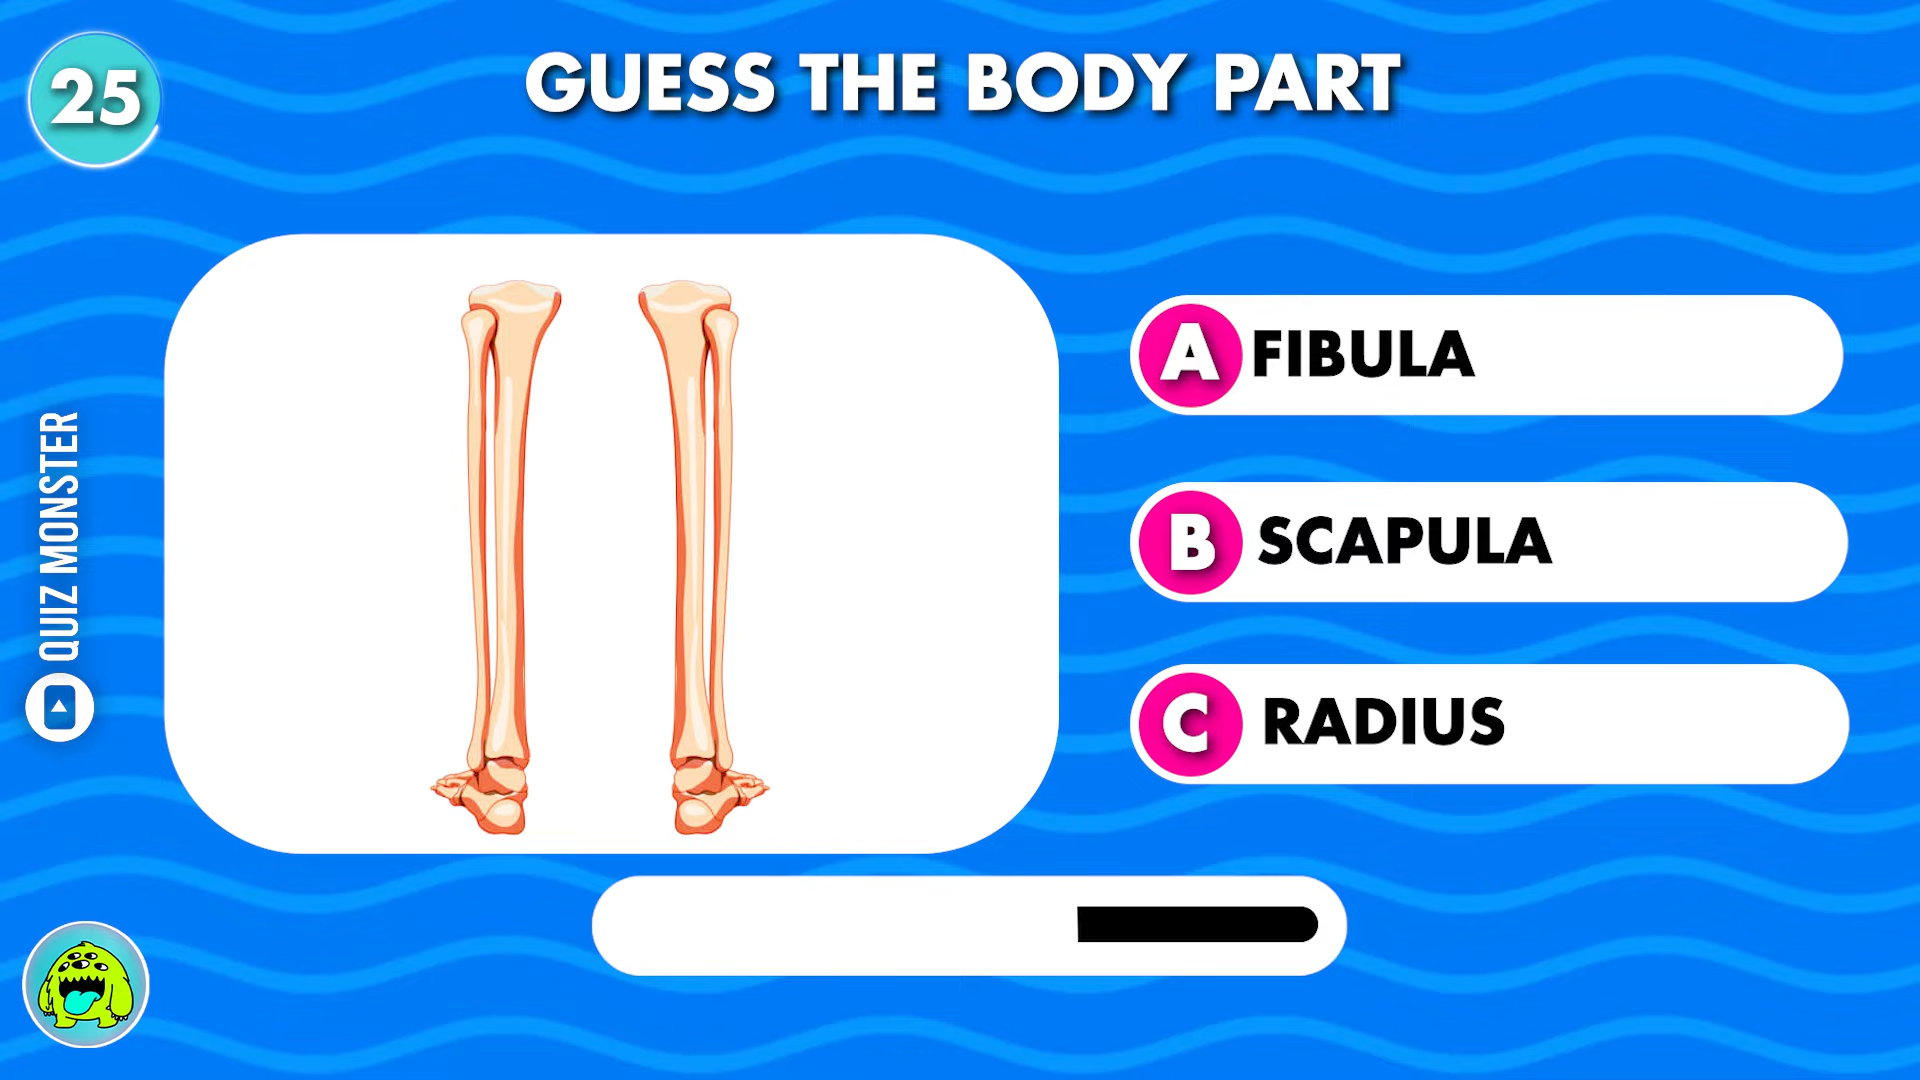 25
GUESS THE BODY PART
QUIZ MONSTER
A FIBULA
B SCAPULA
C RADIUS